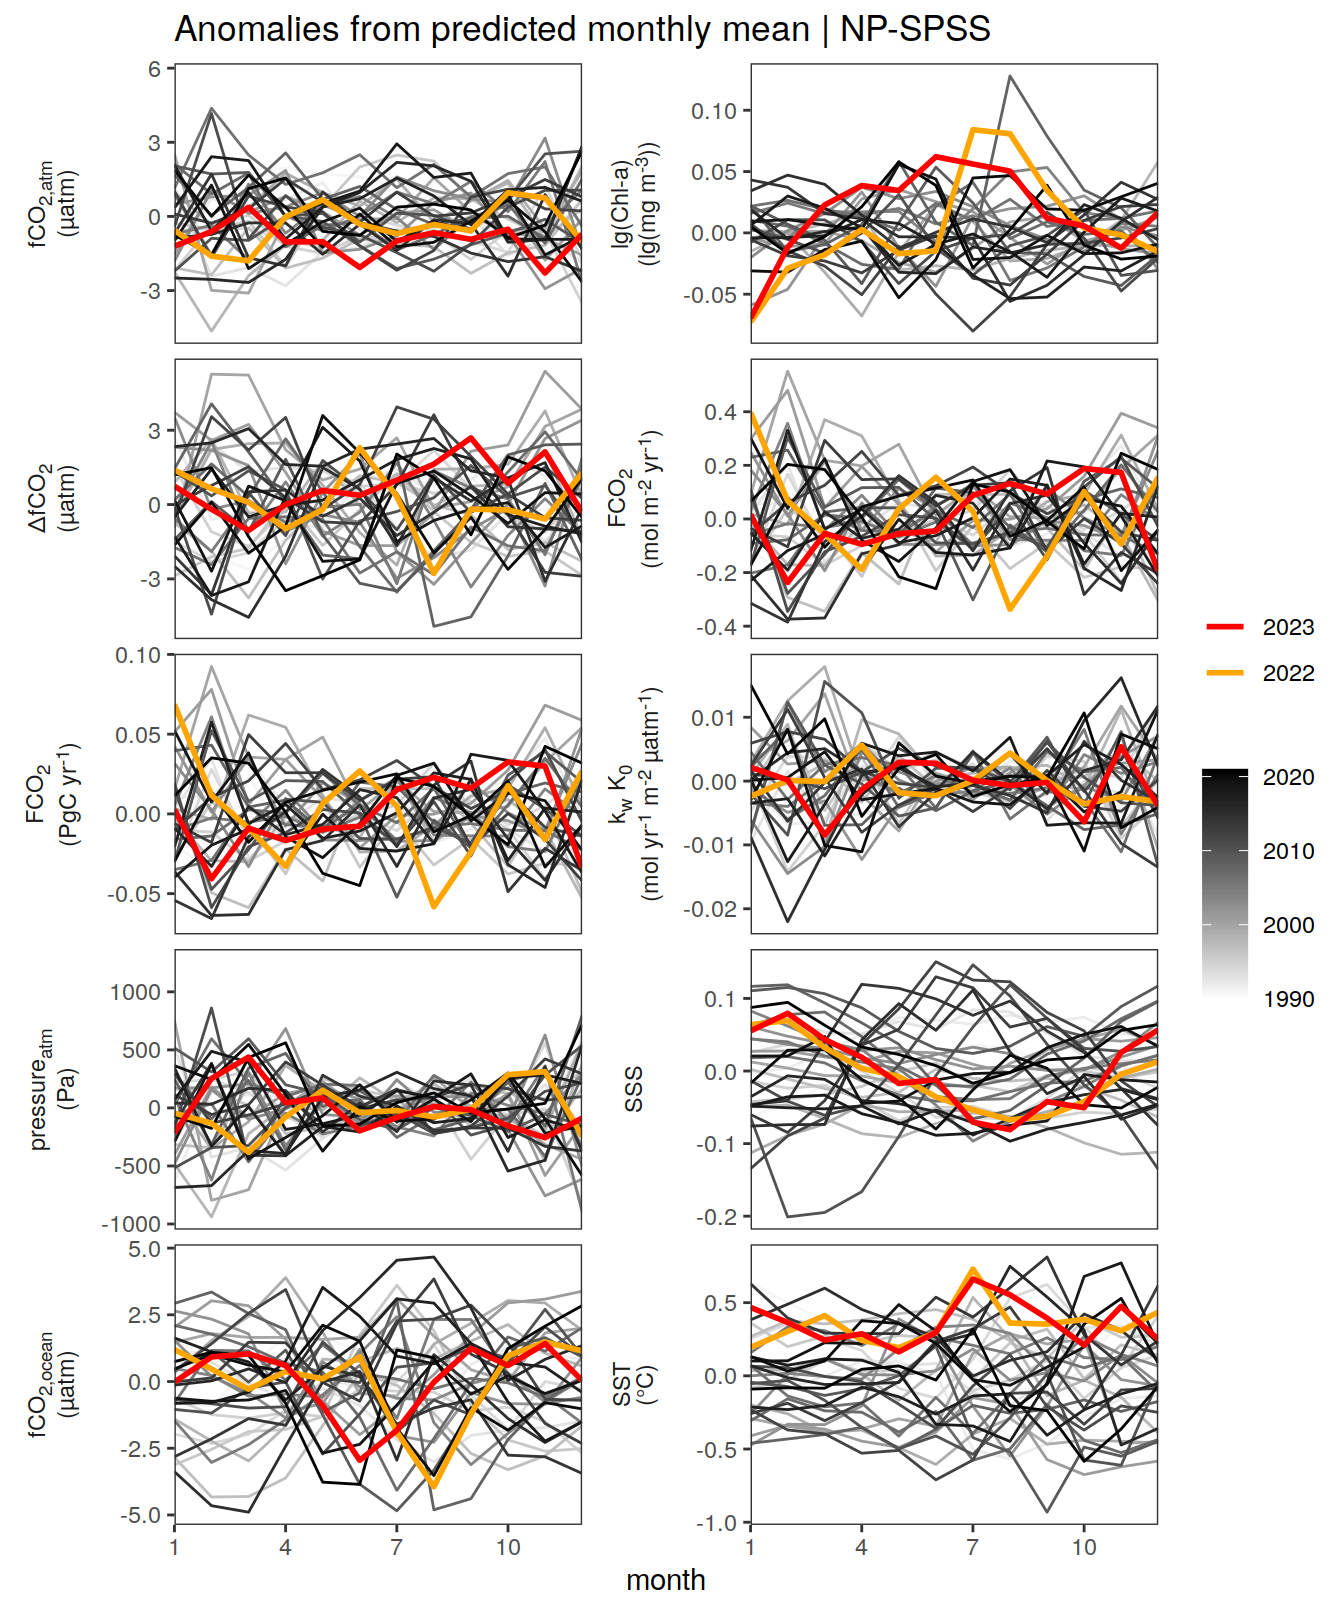 Anomalies from predicted monthly mean | NP-SPSS
fCO2,atm
(µatm)
6
3
0
-3
lg(Chl-a)
(lg(mg m-3))
0.10
0.05
0.00
-0.05
ΔfCO2
(µatm)
3
0
-3
FCO2
(mol m-2 yr-1)
0.4
0.2
0.0
-0.2
-0.4
FCO2
(PgC yr-1)
0.10
0.05
0.00
-0.05
kw K0
(mol yr-1 m-2 µatm-1)
0.01
0.00
-0.01
-0.02
pressureatm
(Pa)
1000
500
0
-500
-1000
SSS
0.1
0.0
-0.1
-0.2
fCO2,ocean
(µatm)
5.0
2.5
0.0
-2.5
-5.0
SST
(°C)
0.5
0.0
-0.5
-1.0
1 4 7 10
1 4 7 10
month
2023
2022
2020
2010
2000
1990